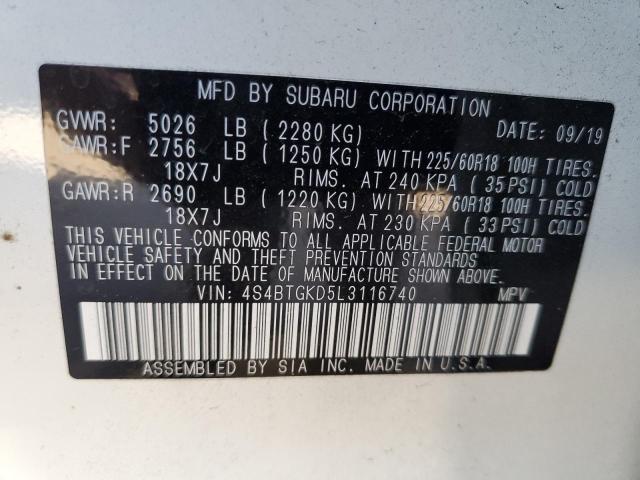 MFD BY SUBARU CORPORATION
GVWR: 5026 LB ( 2280 KG) DATE: 09/19
GAWR:F 2756 LB ( 1250 KG) WITH 225/60R18 100H TIRES.
18X7J RIMS. AT 240 KPA ( 35 PSI) COLD
GAWR:R 2690 LB ( 1220 KG) WITH 225/60R18 100H TIRES.
18X7J RIMS. AT 230 KPA ( 33 PSI) COLD
THIS VEHICLE CONFORMS TO ALL APPLICABLE FEDERAL MOTOR
VEHICLE SAFETY AND THEFT PREVENTION STANDARDS
IN EFFECT ON THE DATE OF MANUFACTURE SHOWN ABOVE.
VIN: 4S4BTGKD5L3116740 MPV
ASSEMBLED BY SIA INC. MADE IN U.S.A.